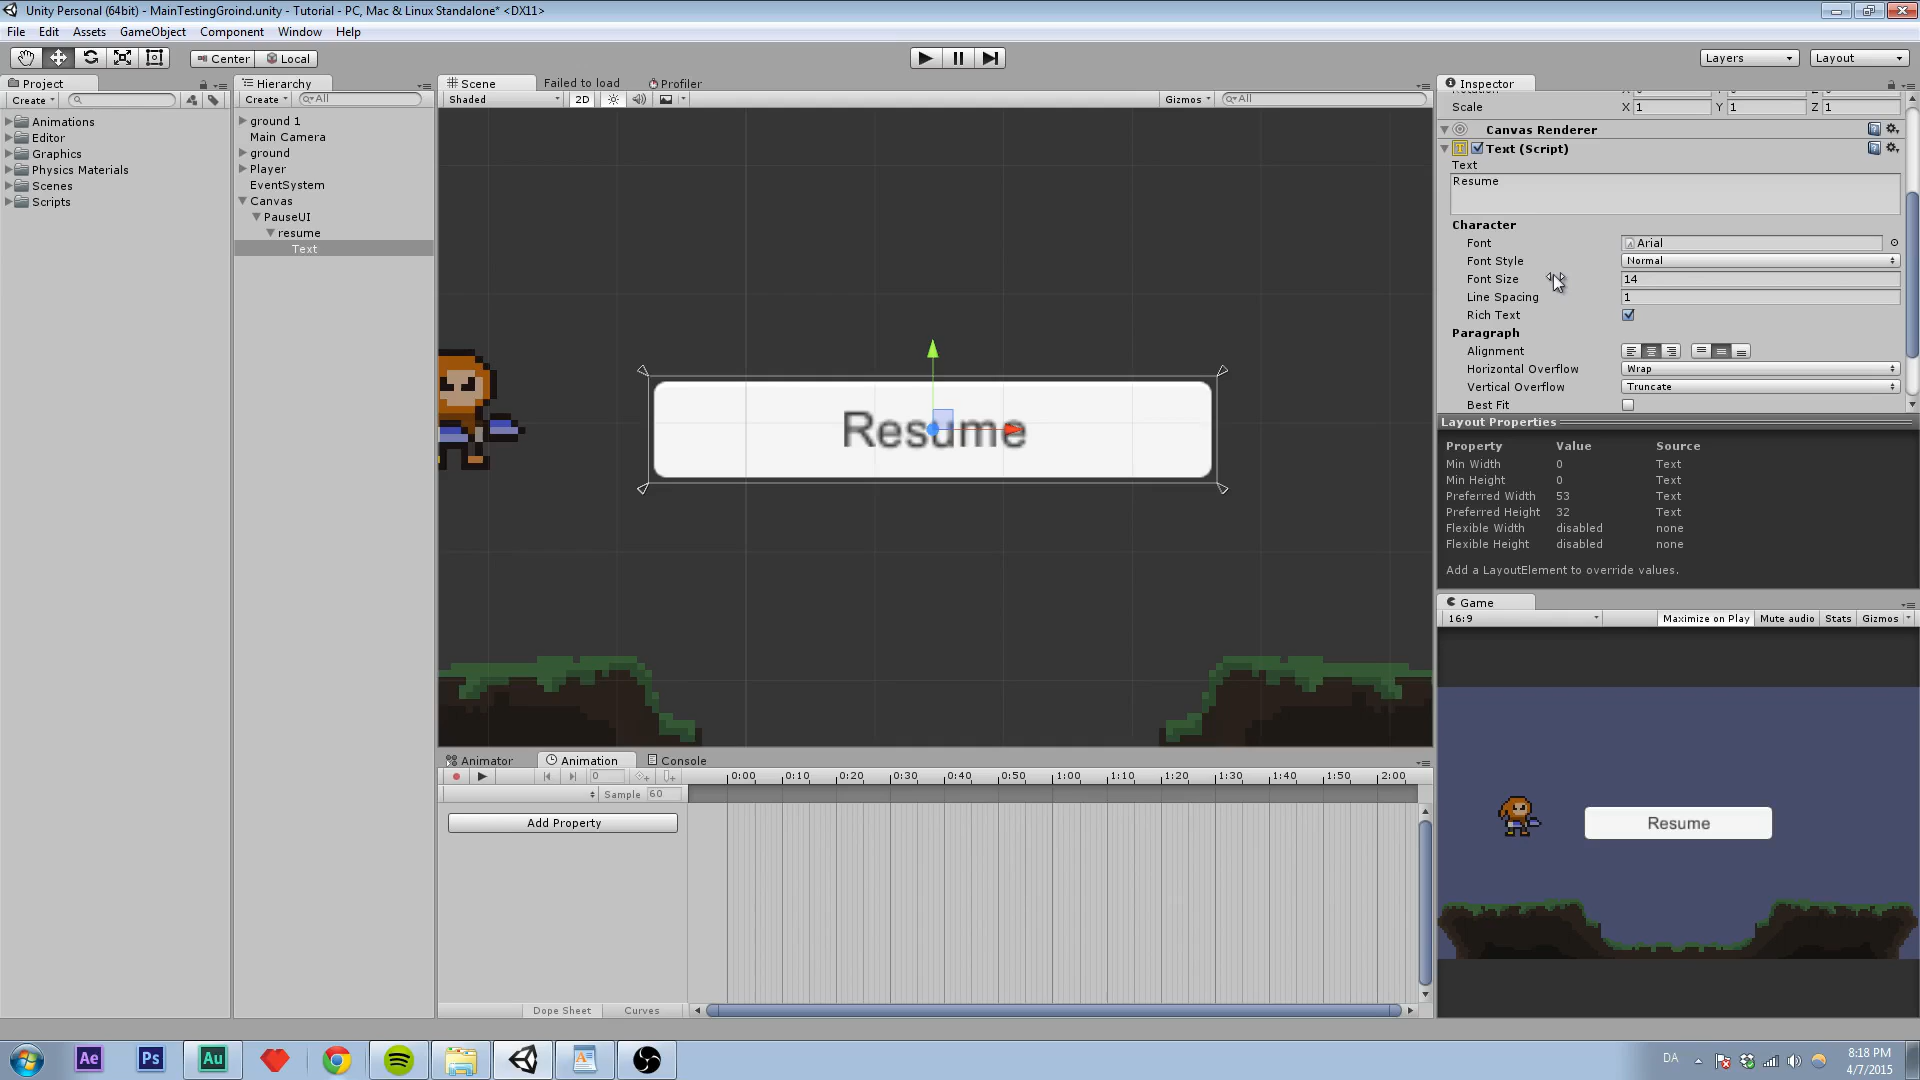 Unity Personal (64bit) - MainTestingGroind.unity - Tutorial - PC, Mac & Linux Standalone* <DX11>
File Edit Assets GameObject Component Window Help
Center Local Layers Layout
Project
Create
Animations
Editor
Graphics
Physics Materials
Scenes
Scripts
Hierarchy
Create All
ground 1
Main Camera
ground
Player
EventSystem
Canvas
PauseUI
resume
Text
Scene Failed to load Profiler
Shaded 2D Gizmos All
Resume
Inspector
Scale X 1 Y 1 Z 1
Canvas Renderer
Text (Script)
Text
Resume
Character
Font Arial
Font Style Normal
Font Size 14
Line Spacing 1
Rich Text
Paragraph
Alignment
Horizontal Overflow Wrap
Vertical Overflow Truncate
Best Fit
Layout Properties
Property Value Source
Min Width 0 Text
Min Height 0 Text
Preferred Width 53 Text
Preferred Height 32 Text
Flexible Width disabled none
Flexible Height disabled none
Add a LayoutElement to override values.
Game
16:9 Maximize on Play Mute audio Stats Gizmos
Resume
Animator Animation Console
0 0:00 0:10 0:20 0:30 0:40 0:50 1:00 1:10 1:20 1:30 1:40 1:50 2:00
Sample 60
Add Property
Dope Sheet Curves
Ae Ps Au
DA 8:18 PM
4/7/2015